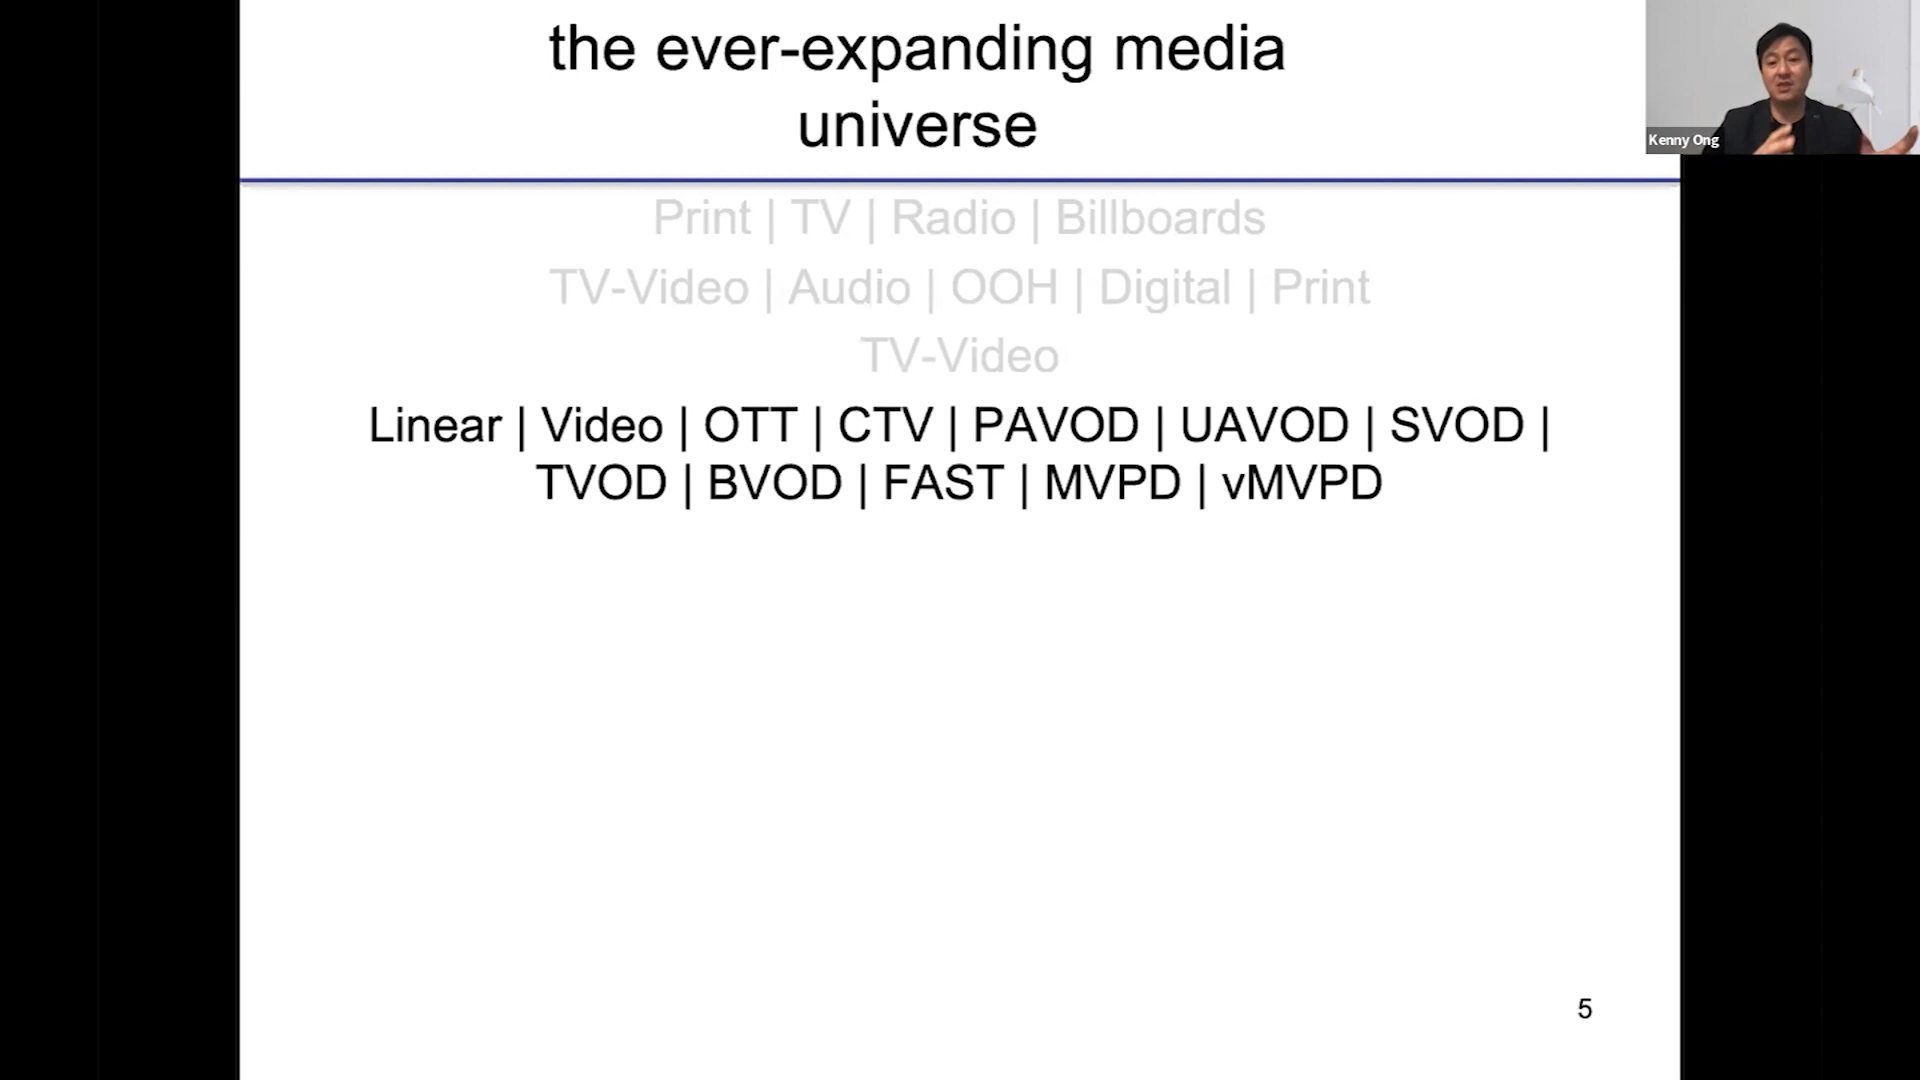 the ever-expanding media
universe
Kenny Ong
Print | TV | Radio | Billboards
TV-Video | Audio | OOH | Digital | Print
TV-Video
Linear | Video | OTT | CTV | PAVOD | UAVOD | SVOD |
TVOD | BVOD | FAST | MVPD | vMVPD
5